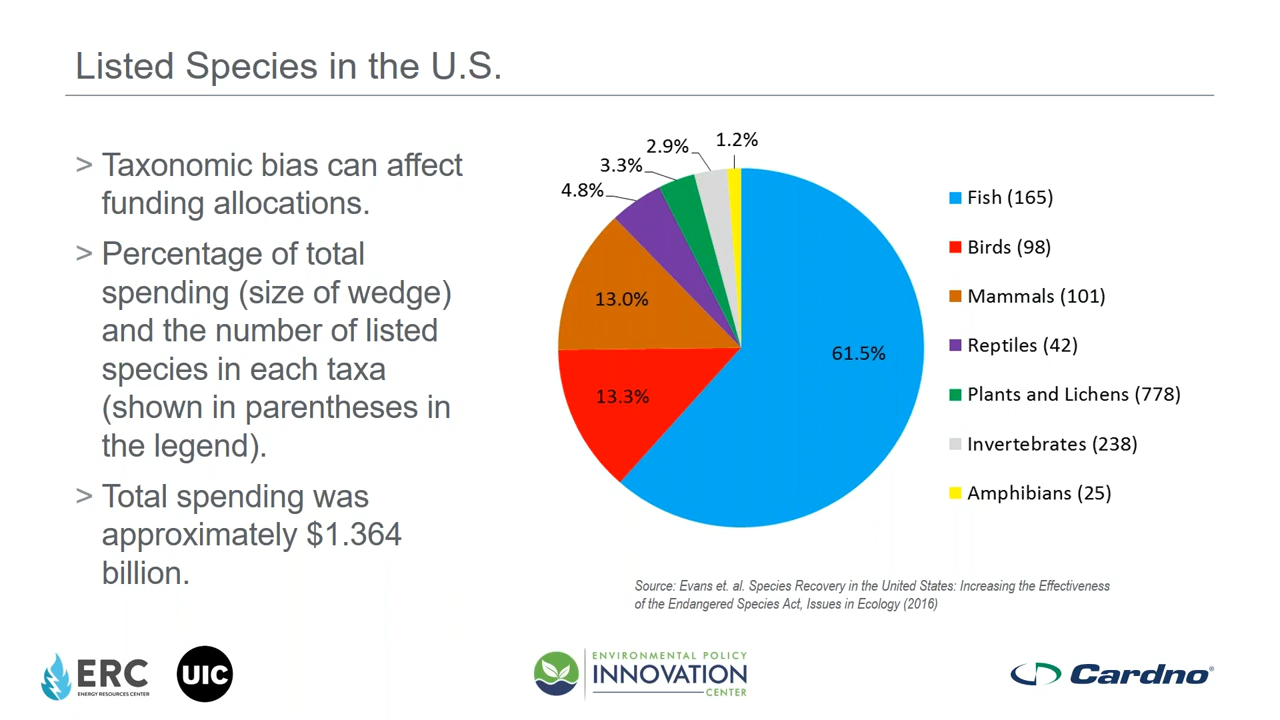 Listed Species in the U.S.
> Taxonomic bias can affect
funding allocations.
> Percentage of total
spending (size of wedge)
and the number of listed
species in each taxa
(shown in parentheses in
the legend).
> Total spending was
approximately $1.364
billion.
1.2%
2.9%
3.3%
4.8%
13.0%
61.5%
13.3%
Fish (165)
Birds (98)
Mammals (101)
Reptiles (42)
Plants and Lichens (778)
Invertebrates (238)
Amphibians (25)
Source: Evans et. al. Species Recovery in the United States: Increasing the Effectiveness
of the Endangered Species Act, Issues in Ecology (2016)
ERC
ENERGY RESOURCES CENTER
UIC
ENVIRONMENTAL POLICY
INNOVATION
CENTER
Cardno®